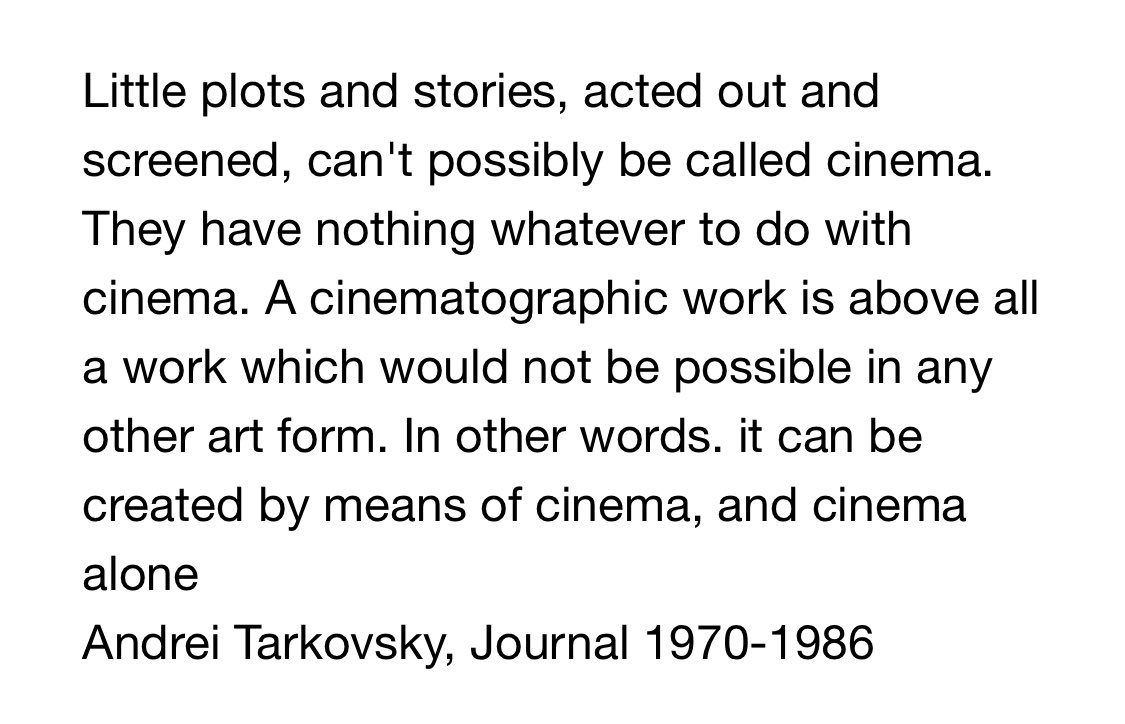 Little plots and stories, acted out and
screened, can't possibly be called cinema.
They have nothing whatever to do with
cinema. A cinematographic work is above all
a work which would not be possible in any
other art form. In other words. it can be
created by means of cinema, and cinema
alone
Andrei Tarkovsky, Journal 1970-1986